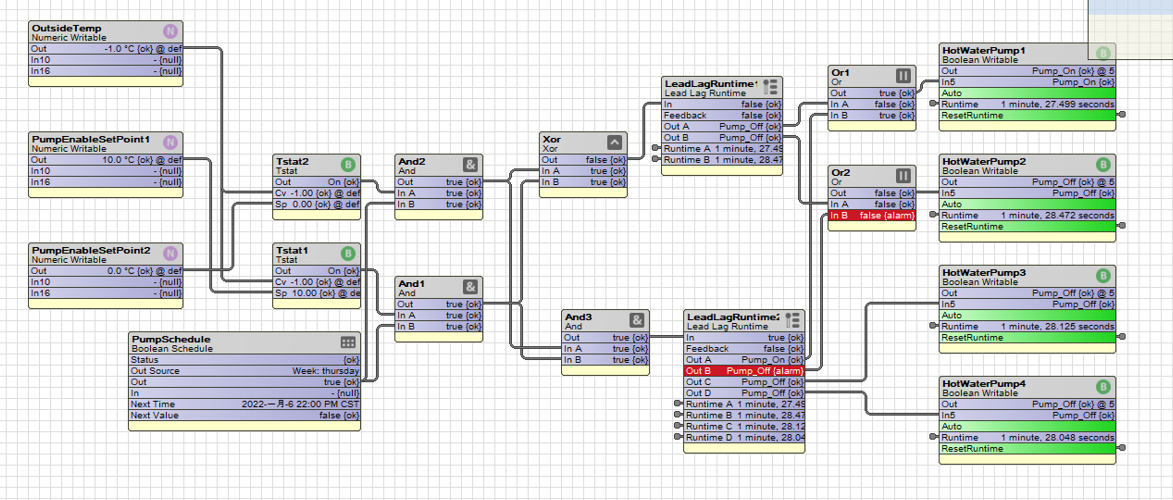 OutsideTemp
Numeric Writable
Out -1.0 °C {ok} @ def
In10 - {null}
In16 - {null}
PumpEnableSetPoint1
Numeric Writable
Out 10.0 °C {ok} @ def
In10 - {null}
In16 - {null}
PumpEnableSetPoint2
Numeric Writable
Out 0.0 °C {ok} @ def
In10 - {null}
In16 - {null}
PumpSchedule
Boolean Schedule
Status {ok}
Out Source Week: thursday
Out true {ok}
In - {null}
Next Time 2022-一月-6 22:00 PM CST
Next Value false {ok}
Tstat2
Tstat
Out On {ok}
Cv -1.00 {ok} @ def
Sp 0.00 {ok} @ def
Tstat1
Tstat
Out On {ok}
Cv -1.00 {ok} @ def
Sp 10.00 {ok} @ de
And2
And
Out true {ok}
In A true {ok}
In B true {ok}
And1
And
Out true {ok}
In A true {ok}
In B true {ok}
Xor
Xor
Out false {ok}
In A true {ok}
In B true {ok}
And3
And
Out true {ok}
In A true {ok}
In B true {ok}
LeadLagRuntime1
Lead Lag Runtime
In false {ok}
Feedback false {ok}
Out A Pump_Off {ok}
Out B Pump_Off {ok}
Runtime A 1 minute, 27.49
Runtime B 1 minute, 28.47
LeadLagRuntime2
Lead Lag Runtime
In true {ok}
Feedback false {ok}
Out A Pump_On {ok}
Out B Pump_Off {alarm}
Out C Pump_Off {ok}
Out D Pump_Off {ok}
Runtime A 1 minute, 27.49
Runtime B 1 minute, 28.47
Runtime C 1 minute, 28.12
Runtime D 1 minute, 28.04
Or1
Or
Out true {ok}
In A false {ok}
In B true {ok}
Or2
Or
Out false {ok}
In A false {ok}
In B false {alarm}
HotWaterPump1
Boolean Writable
Out Pump_On {ok} @ 5
In5 Pump_On {ok}
Auto
Runtime 1 minute, 27.499 seconds
ResetRuntime
HotWaterPump2
Boolean Writable
Out Pump_Off {ok} @ 5
In5 Pump_Off {ok}
Auto
Runtime 1 minute, 28.472 seconds
ResetRuntime
HotWaterPump3
Boolean Writable
Out Pump_Off {ok} @ 5
In5 Pump_Off {ok}
Auto
Runtime 1 minute, 28.125 seconds
ResetRuntime
HotWaterPump4
Boolean Writable
Out Pump_Off {ok} @ 5
In5 Pump_Off {ok}
Auto
Runtime 1 minute, 28.048 seconds
ResetRuntime